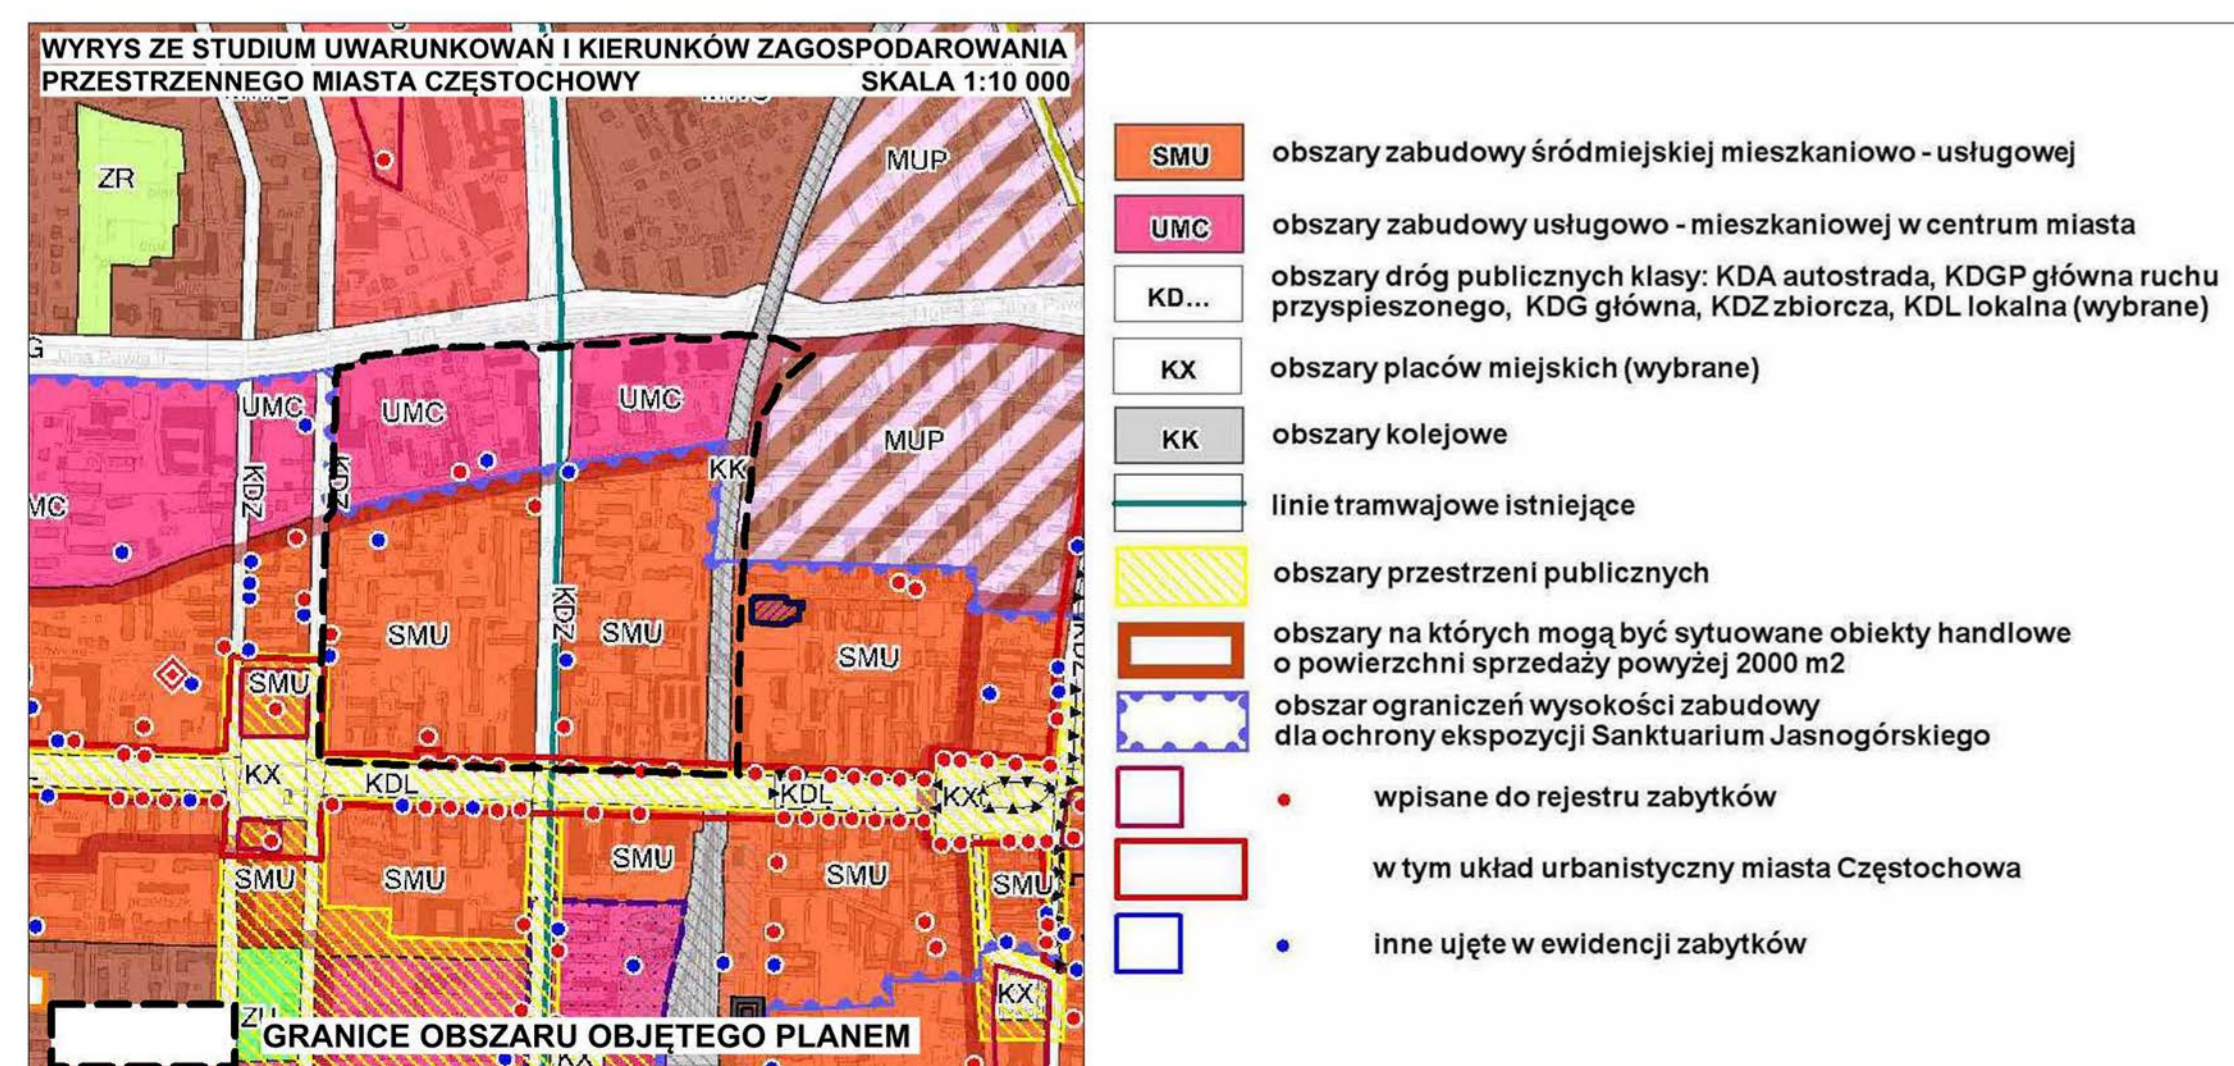 WYRYS ZE STUDIUM UWARUNKOWAŃ I KIERUNKÓW ZAGOSPODAROWANIA
PRZESTRZENNEGO MIASTA CZĘSTOCHOWY SKALA 1:10 000
ZR
MUP
G
UMC
UMC
UMC
MUP
KK
KDZ
KDZ
MC
KDZ
SMU
SMU
SMU
KDZ
SMU
KX
KDL
KDL
KX
SMU
SMU
SMU
SMU
SMU
KX
GRANICE OBSZARU OBJĘTEGO PLANEM
KX
SMU obszary zabudowy śródmiejskiej mieszkaniowo - usługowej
UMC obszary zabudowy usługowo - mieszkaniowej w centrum miasta
KD... obszary dróg publicznych klasy: KDA autostrada, KDGP główna ruchu
przyspieszonego, KDG główna, KDZ zbiorcza, KDL lokalna (wybrane)
KX obszary placów miejskich (wybrane)
KK obszary kolejowe
linie tramwajowe istniejące
obszary przestrzeni publicznych
obszary na których mogą być sytuowane obiekty handlowe
o powierzchni sprzedaży powyżej 2000 m2
obszar ograniczeń wysokości zabudowy
dla ochrony ekspozycji Sanktuarium Jasnogórskiego
wpisane do rejestru zabytków
w tym układ urbanistyczny miasta Częstochowa
inne ujęte w ewidencji zabytków